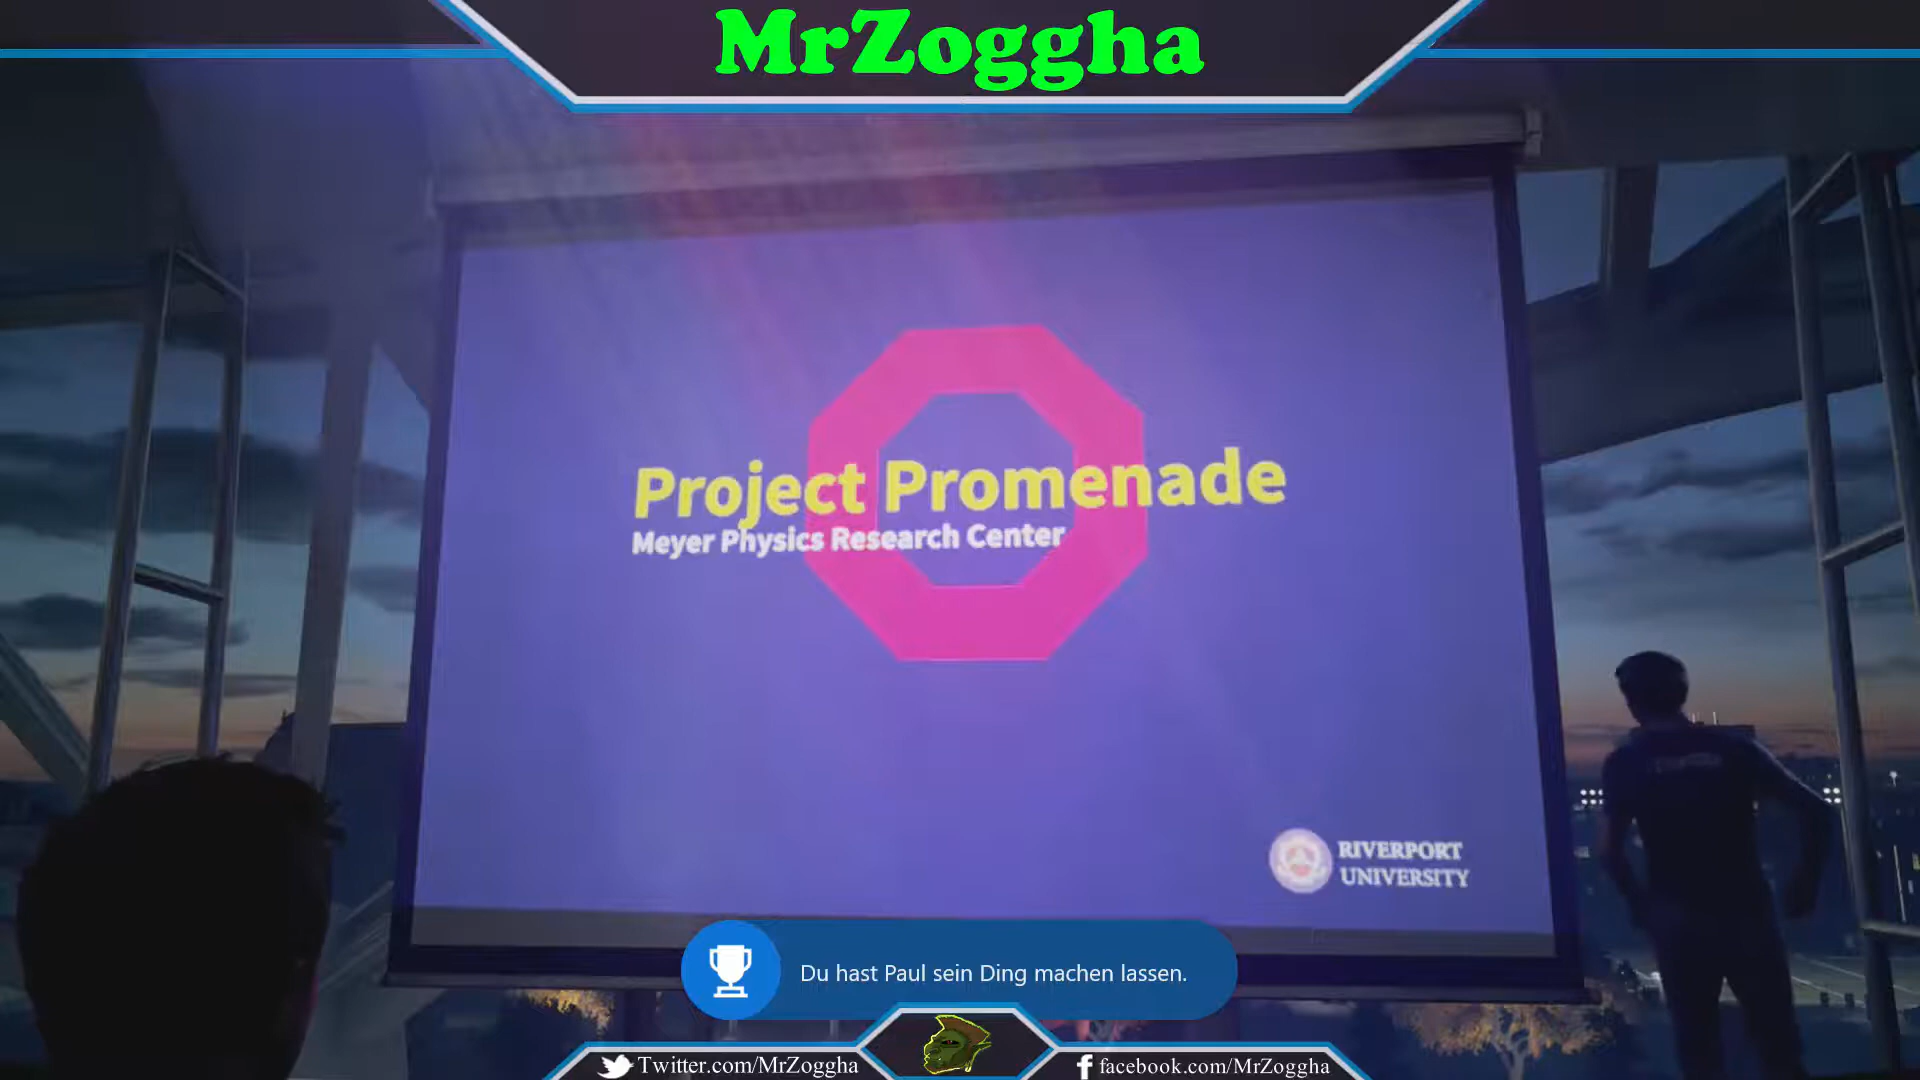 MrZoggha
Project Promenade
Meyer Physics Research Center
RIVERPORT
UNIVERSITY
Du hast Paul sein Ding machen lassen.
Twitter.com/MrZoggha
facebook.com/MrZoggha